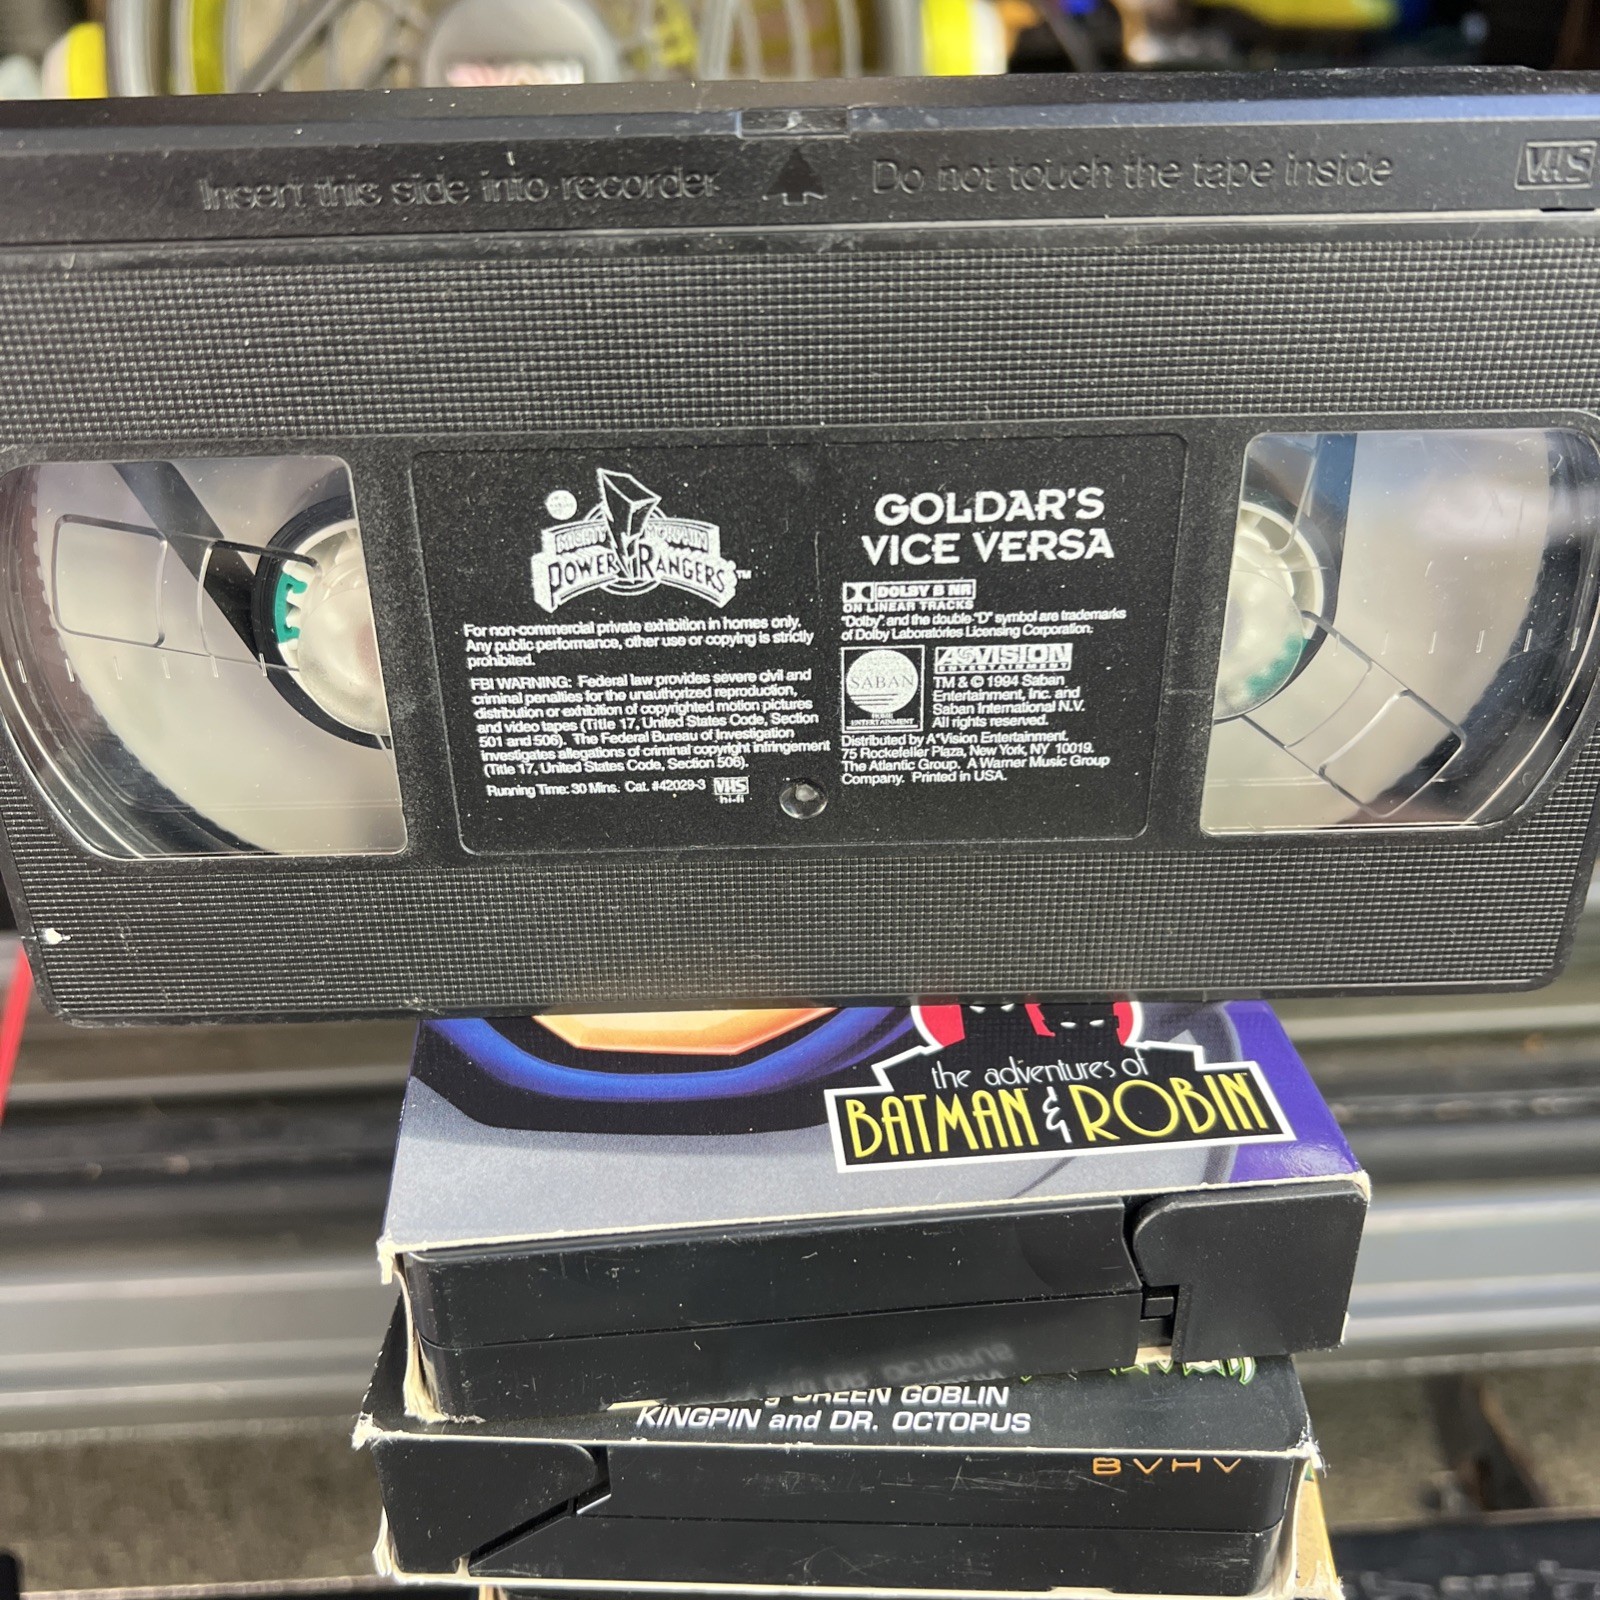 Insert this side into recorder
Do not touch the tape inside
VHS
MIGHTY MORPHIN
POWER RANGERS™
For non-commercial private exhibition in homes only.
Any public performance, other use or copying is strictly
prohibited.
FBI WARNING: Federal law provides severe civil and
criminal penalties for the unauthorized reproduction,
distribution or exhibition of copyrighted motion pictures
and video tapes (Title 17, United States Code, Section
501 and 506). The Federal Bureau of Investigation
investigates allegations of criminal copyright infringement
(Title 17, United States Code, Section 506).
Running Time: 30 Mins. Cat. #42029-3 VHS
hi-fi
GOLDAR'S
VICE VERSA
DOLBY B NR
ON LINEAR TRACKS
"Dolby" and the double-"D" symbol are trademarks
of Dolby Laboratories Licensing Corporation.
SABAN
HOME
ENTERTAINMENT
A*VISION
ENTERTAINMENT
TM & © 1994 Saban
Entertainment, Inc. and
Saban International N.V.
All rights reserved.
Distributed by A*Vision Entertainment,
75 Rockefeller Plaza, New York, NY 10019.
The Atlantic Group. A Warner Music Group
Company. Printed in USA.
the adventures of
BATMAN & ROBIN
GREEN GOBLIN
KINGPIN and DR. OCTOPUS
BVHV